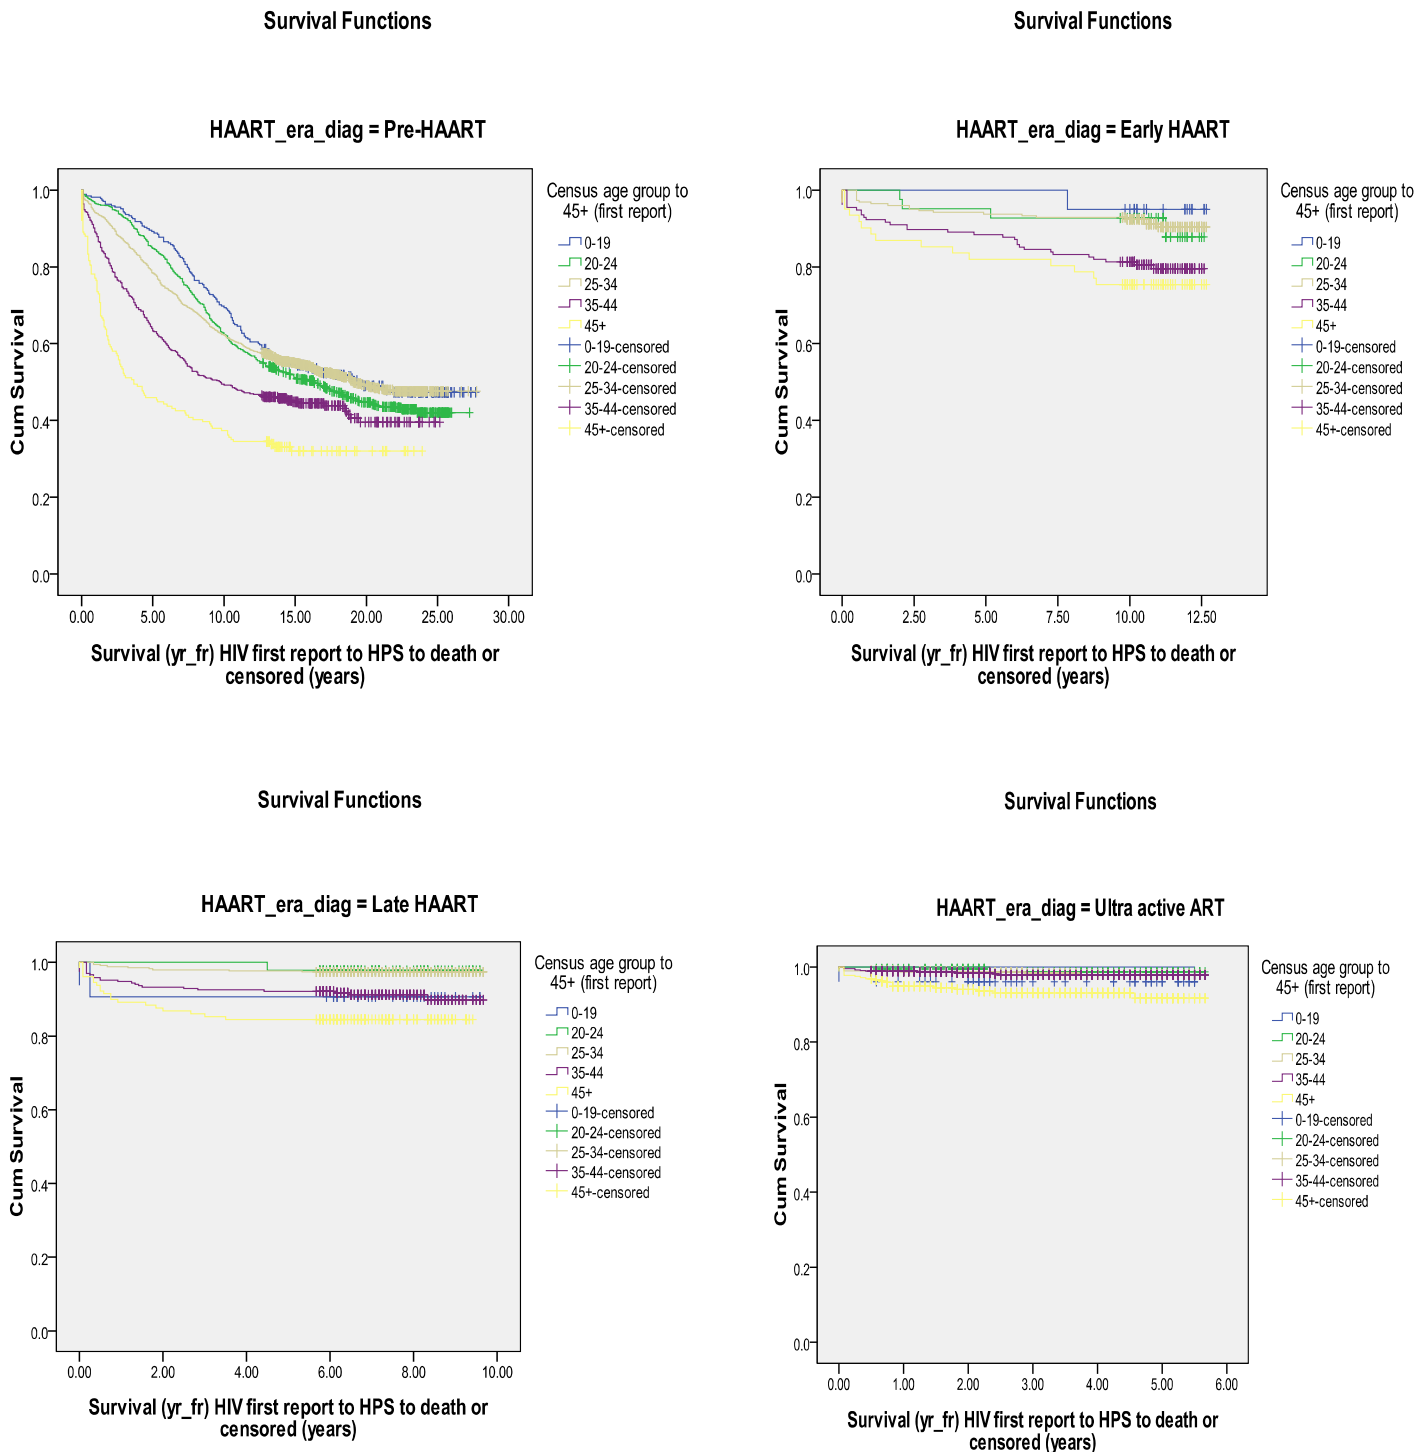 Survival Functions
HAART_era_diag = Pre-HAART
Cum Survival
1.0
0.8
0.6
0.4
0.2
0.0
0.00 5.00 10.00 15.00 20.00 25.00 30.00
Survival (yr_fr) HIV first report to HPS to death or
censored (years)
Census age group to
45+ (first report)
0-19
20-24
25-34
35-44
45+
0-19-censored
20-24-censored
25-34-censored
35-44-censored
45+-censored
Survival Functions
HAART_era_diag = Early HAART
Cum Survival
1.0
0.8
0.6
0.4
0.2
0.0
0.00 2.50 5.00 7.50 10.00 12.50
Survival (yr_fr) HIV first report to HPS to death or
censored (years)
Census age group to
45+ (first report)
0-19
20-24
25-34
35-44
45+
0-19-censored
20-24-censored
25-34-censored
35-44-censored
45+-censored
Survival Functions
HAART_era_diag = Late HAART
Cum Survival
1.0
0.8
0.6
0.4
0.2
0.0
0.00 2.00 4.00 6.00 8.00 10.00
Survival (yr_fr) HIV first report to HPS to death or
censored (years)
Census age group to
45+ (first report)
0-19
20-24
25-34
35-44
45+
0-19-censored
20-24-censored
25-34-censored
35-44-censored
45+-censored
Survival Functions
HAART_era_diag = Ultra active ART
Cum Survival
1.0
0.8
0.6
0.4
0.2
0.0
0.00 1.00 2.00 3.00 4.00 5.00 6.00
Survival (yr_fr) HIV first report to HPS to death or
censored (years)
Census age group to
45+ (first report)
0-19
20-24
25-34
35-44
45+
0-19-censored
20-24-censored
25-34-censored
35-44-censored
45+-censored